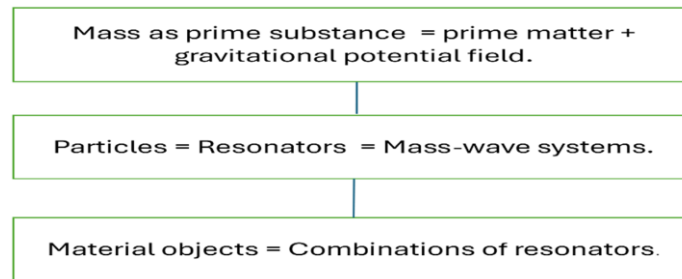 Mass as prime substance = prime matter +
gravitational potential field.
Particles = Resonators = Mass-wave systems.
Material objects = Combinations of resonators.